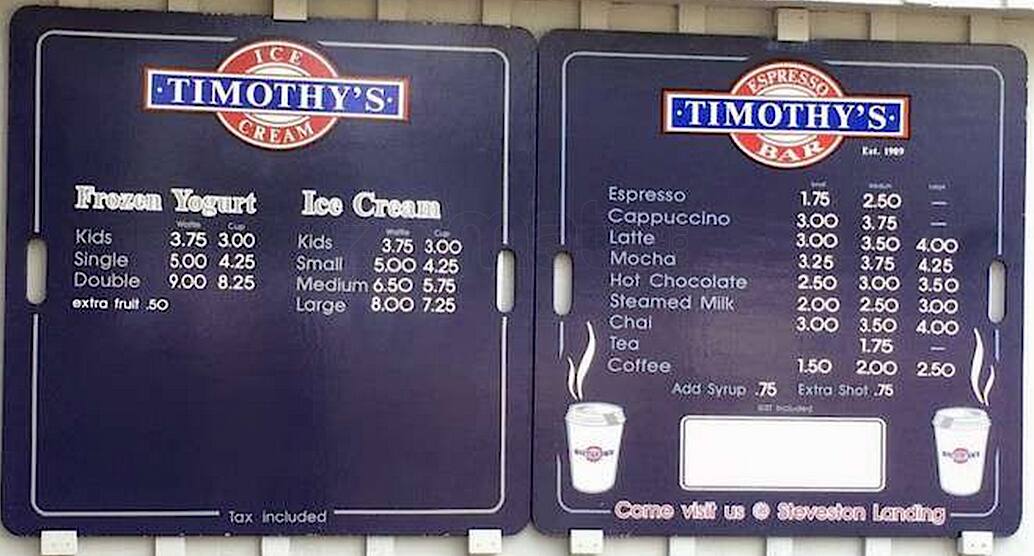 ICE
·TIMOTHY'S·
CREAM
Frozen Yogurt
Waffle Cup
Kids 3.75 3.00
Single 5.00 4.25
Double 9.00 8.25
extra fruit .50
Ice Cream
Waffle Cup
Kids 3.75 3.00
Small 5.00 4.25
Medium 6.50 5.75
Large 8.00 7.25
Tax included
ESPRESSO
·TIMOTHY'S·
BAR
Est. 1989
Small Medium Large
Espresso 1.75 2.50 —
Cappuccino 3.00 3.75 —
Latte 3.00 3.50 4.00
Mocha 3.25 3.75 4.25
Hot Chocolate 2.50 3.00 3.50
Steamed Milk 2.00 2.50 3.00
Chai 3.00 3.50 4.00
Tea 1.75 —
Coffee 1.50 2.00 2.50
Add Syrup .75 Extra Shot .75
GST Included
Come visit us @ Steveston Landing